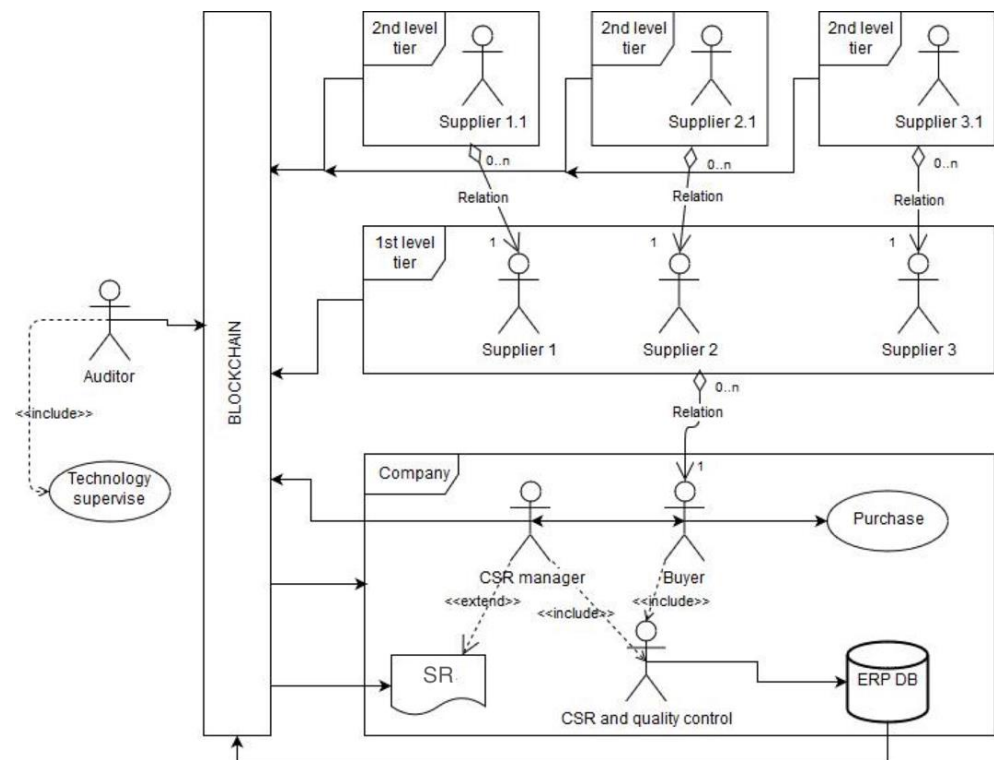 2nd level
tier
Supplier 1.1
2nd level
tier
Supplier 2.1
2nd level
tier
Supplier 3.1
0..n
0..n
0..n
Relation
Relation
Relation
1st level
tier
1
1
1
Supplier 1
Supplier 2
Supplier 3
Auditor
<<include>>
Technology
supervise
BLOCKCHAIN
0..n
Relation
Company
1
CSR manager
Buyer
Purchase
<<extend>>
<<include>>
<<include>>
SR
CSR and quality control
ERP DB